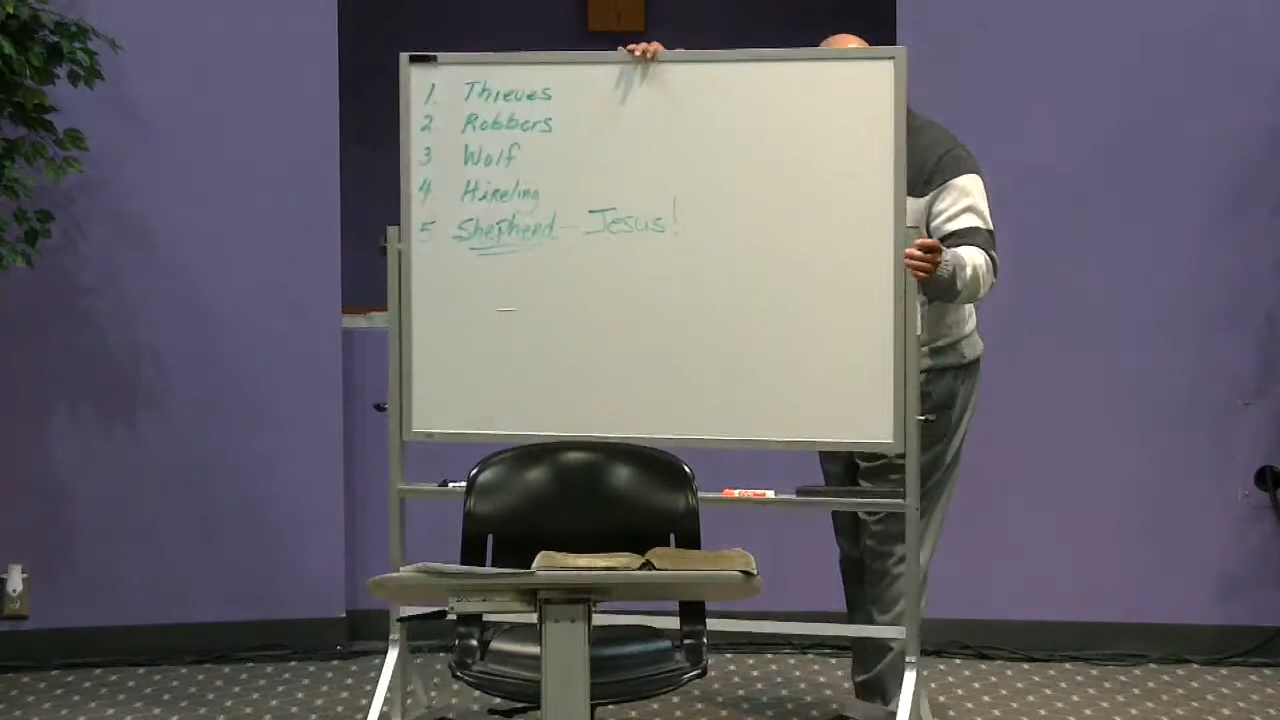 1. Thieves
2 Robbers
3 Wolf
4 Hireling
5 Shepherd - Jesus!